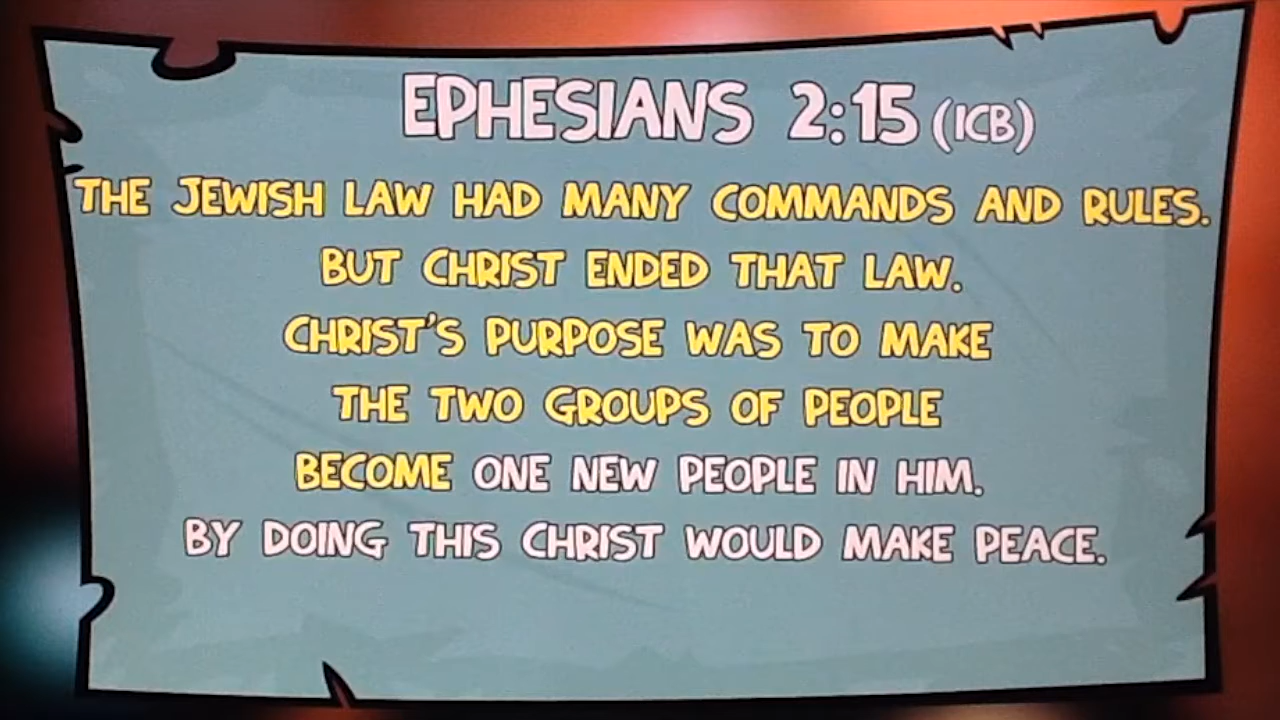 EPHESIANS 2:15 (ICB)
THE JEWISH LAW HAD MANY COMMANDS AND RULES.
BUT CHRIST ENDED THAT LAW.
CHRIST'S PURPOSE WAS TO MAKE
THE TWO GROUPS OF PEOPLE
BECOME ONE NEW PEOPLE IN HIM.
BY DOING THIS CHRIST WOULD MAKE PEACE.